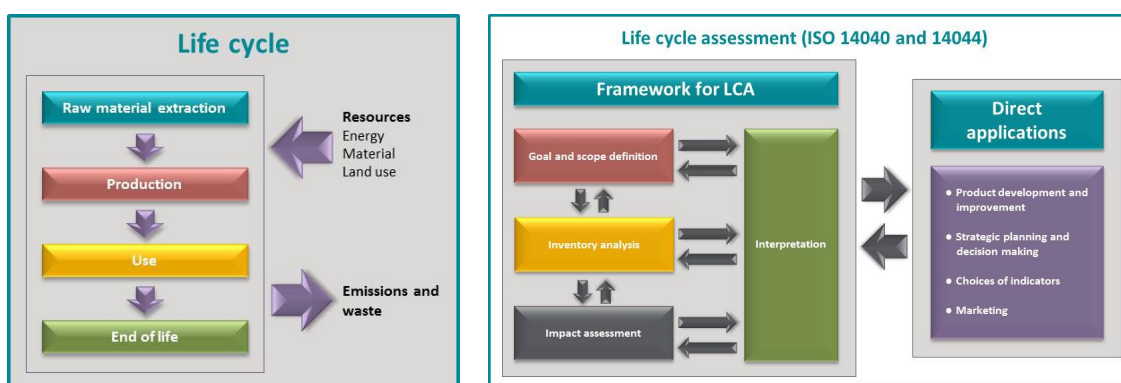 Life cycle
Raw material extraction
Production
Use
End of life
Resources
Energy
Material
Land use
Emissions and
waste
Life cycle assessment (ISO 14040 and 14044)
Framework for LCA
Goal and scope definition
Inventory analysis
Impact assessment
Interpretation
Direct
applications
● Product development and
improvement
● Strategic planning and
decision making
● Choices of indicators
● Marketing